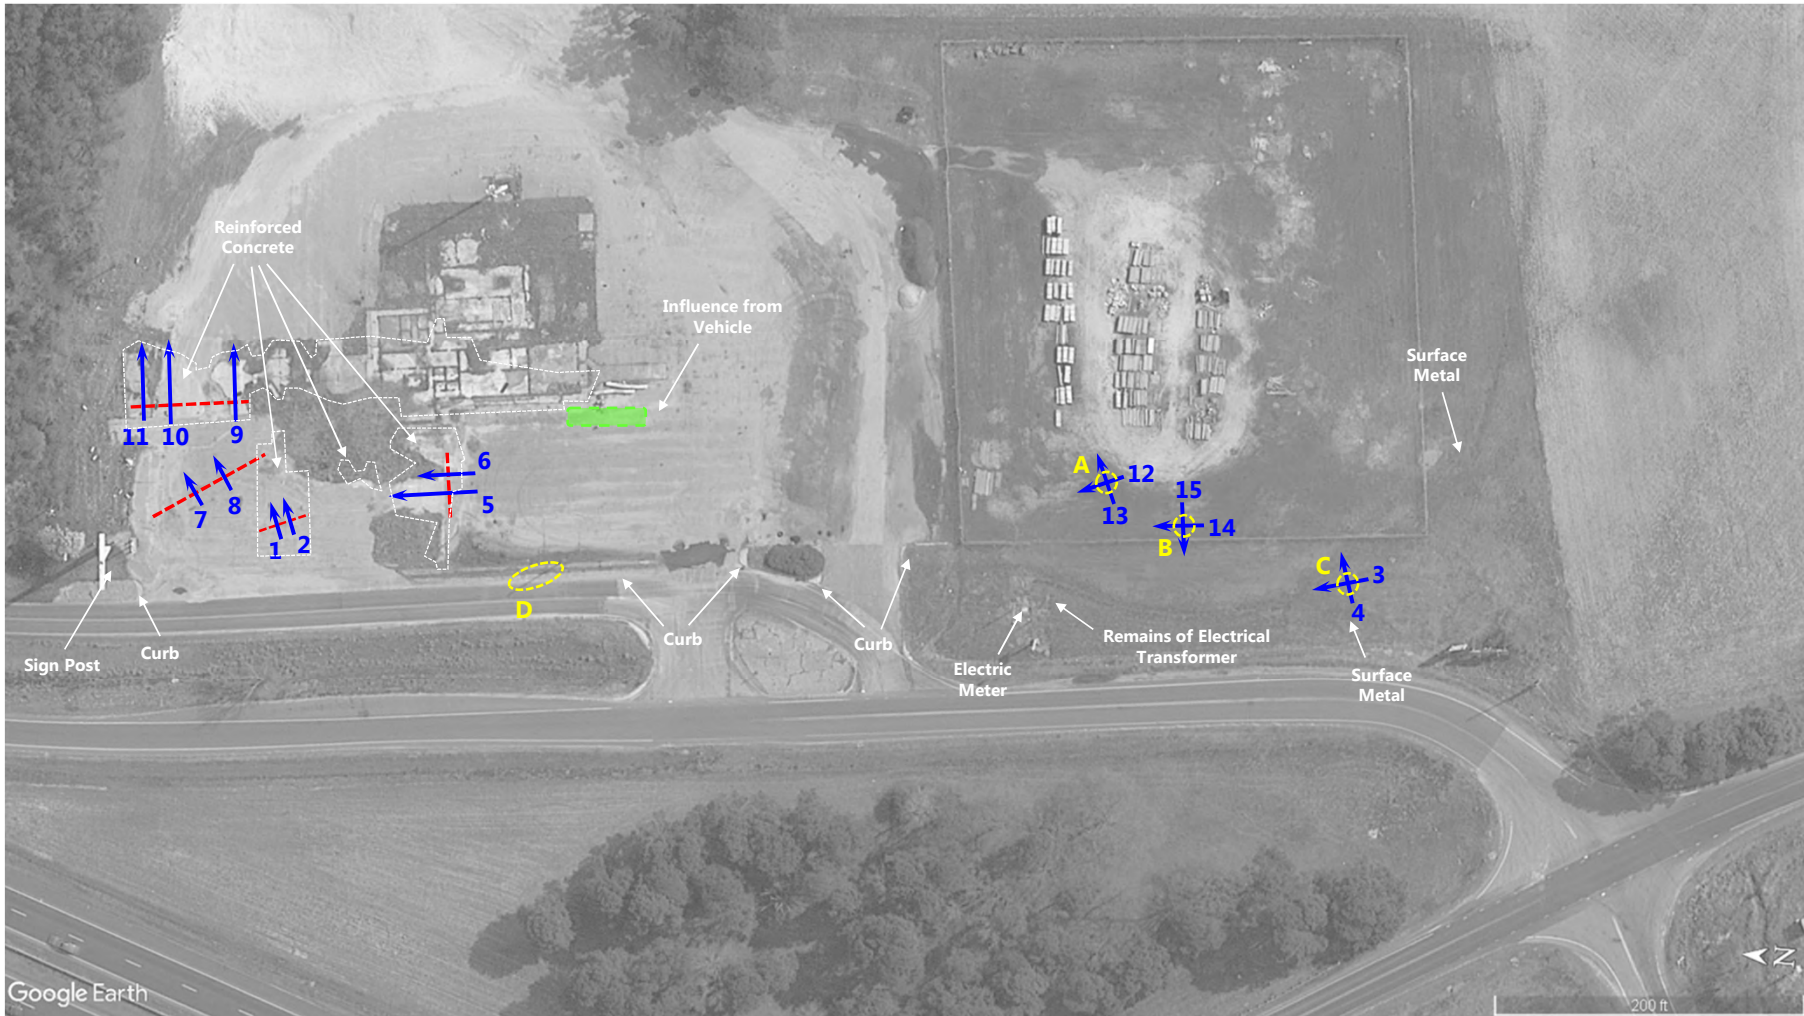 Reinforced
Concrete
Influence from
Vehicle
Surface
Metal
11
10
9
6
5
7
8
1
2
A
12
13
15
14
B
C
3
4
D
Sign Post
Curb
Curb
Curb
Electric
Meter
Remains of Electrical
Transformer
Surface
Metal
Google Earth
N
200 ft